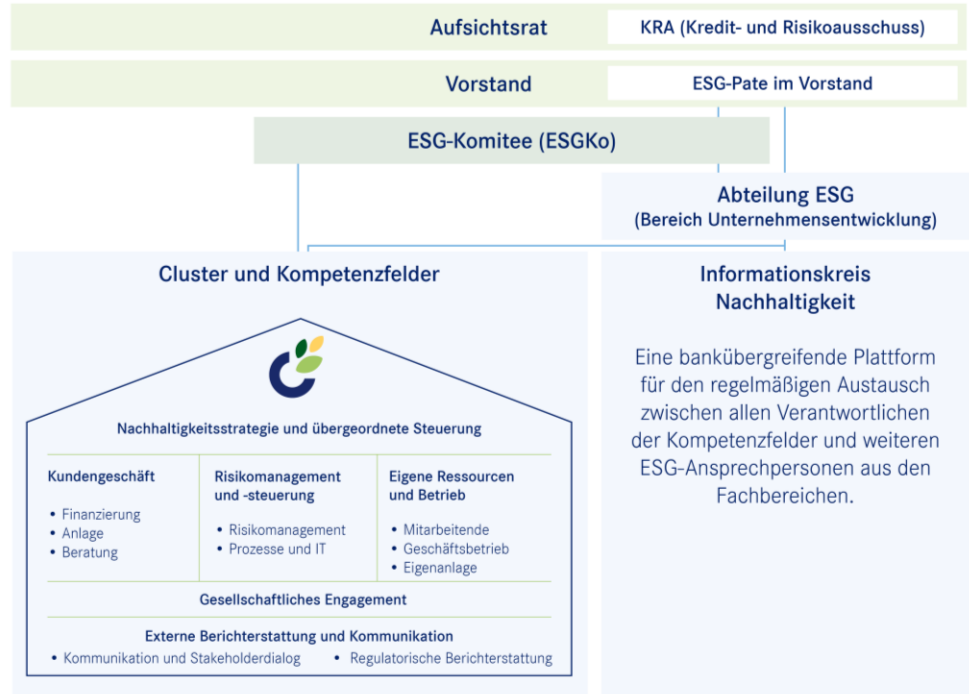 Aufsichtsrat
KRA (Kredit- und Risikoausschuss)
Vorstand
ESG-Pate im Vorstand
ESG-Komitee (ESGKo)
Abteilung ESG
(Bereich Unternehmensentwicklung)
Cluster und Kompetenzfelder
Nachhaltigkeitsstrategie und übergeordnete Steuerung
Kundengeschäft
• Finanzierung
• Anlage
• Beratung
Risikomanagement
und -steuerung
• Risikomanagement
• Prozesse und IT
Eigene Ressourcen
und Betrieb
• Mitarbeitende
• Geschäftsbetrieb
• Eigenanlage
Gesellschaftliches Engagement
Externe Berichterstattung und Kommunikation
• Kommunikation und Stakeholderdialog
• Regulatorische Berichterstattung
Informationskreis
Nachhaltigkeit
Eine bankübergreifende Plattform
für den regelmäßigen Austausch
zwischen allen Verantwortlichen
der Kompetenzfelder und weiteren
ESG-Ansprechpersonen aus den
Fachbereichen.